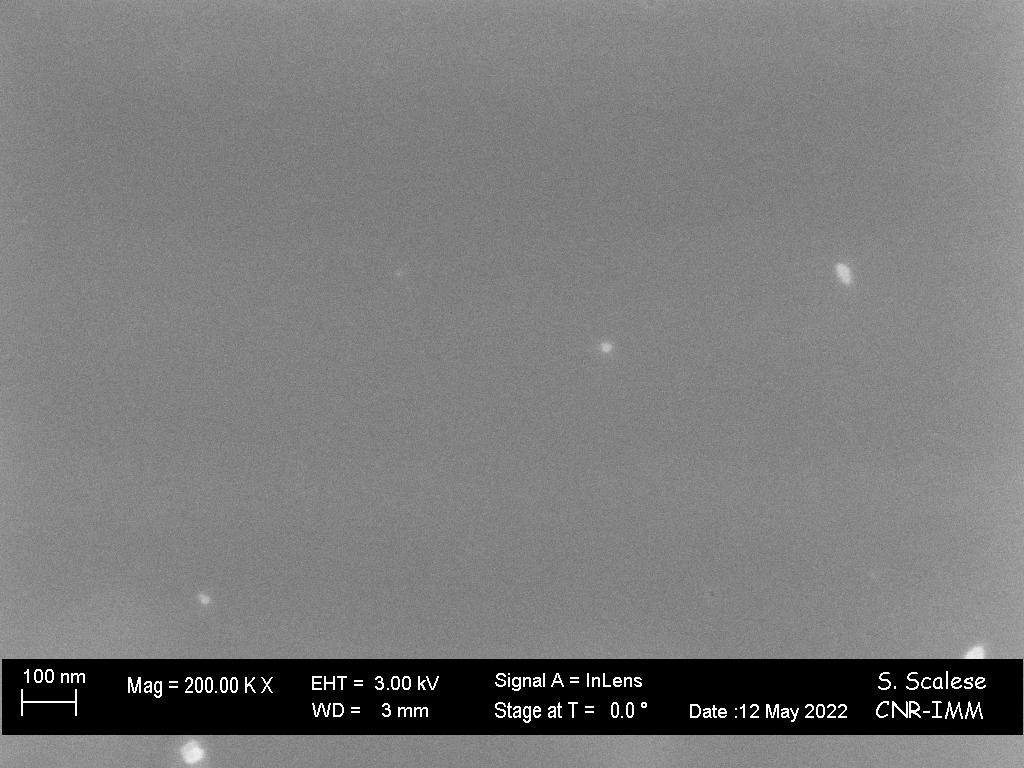 100 nm
Mag = 200.00 K X
EHT = 3.00 kV
WD = 3 mm
Signal A = InLens
Stage at T = 0.0 °
Date :12 May 2022
S. Scalese
CNR-IMM